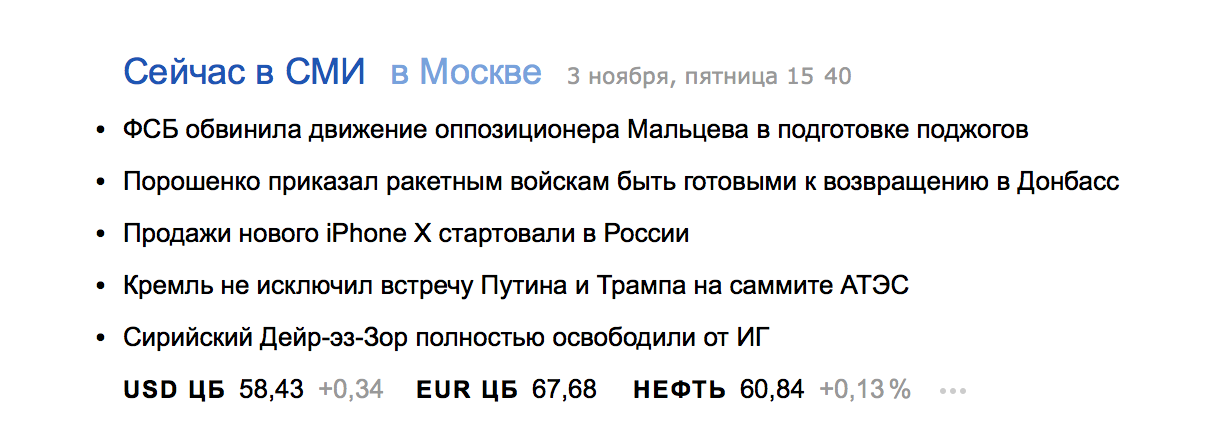 Сейчас в СМИ в Москве 3 ноября, пятница 15 40
• ФСБ обвинила движение оппозиционера Мальцева в подготовке поджогов
• Порошенко приказал ракетным войскам быть готовыми к возвращению в Донбасс
• Продажи нового iPhone X стартовали в России
• Кремль не исключил встречу Путина и Трампа на саммите АТЭС
• Сирийский Дейр-эз-Зор полностью освободили от ИГ
USD ЦБ 58,43 +0,34 EUR ЦБ 67,68 НЕФТЬ 60,84 +0,13 % •••